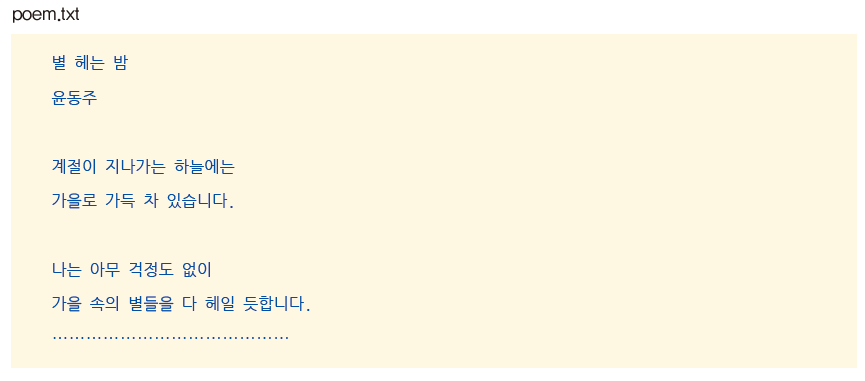 poem.txt
별 헤는 밤
윤동주
계절이 지나가는 하늘에는
가을로 가득 차 있습니다.
나는 아무 걱정도 없이
가을 속의 별들을 다 헤일 듯합니다.
………………………………………